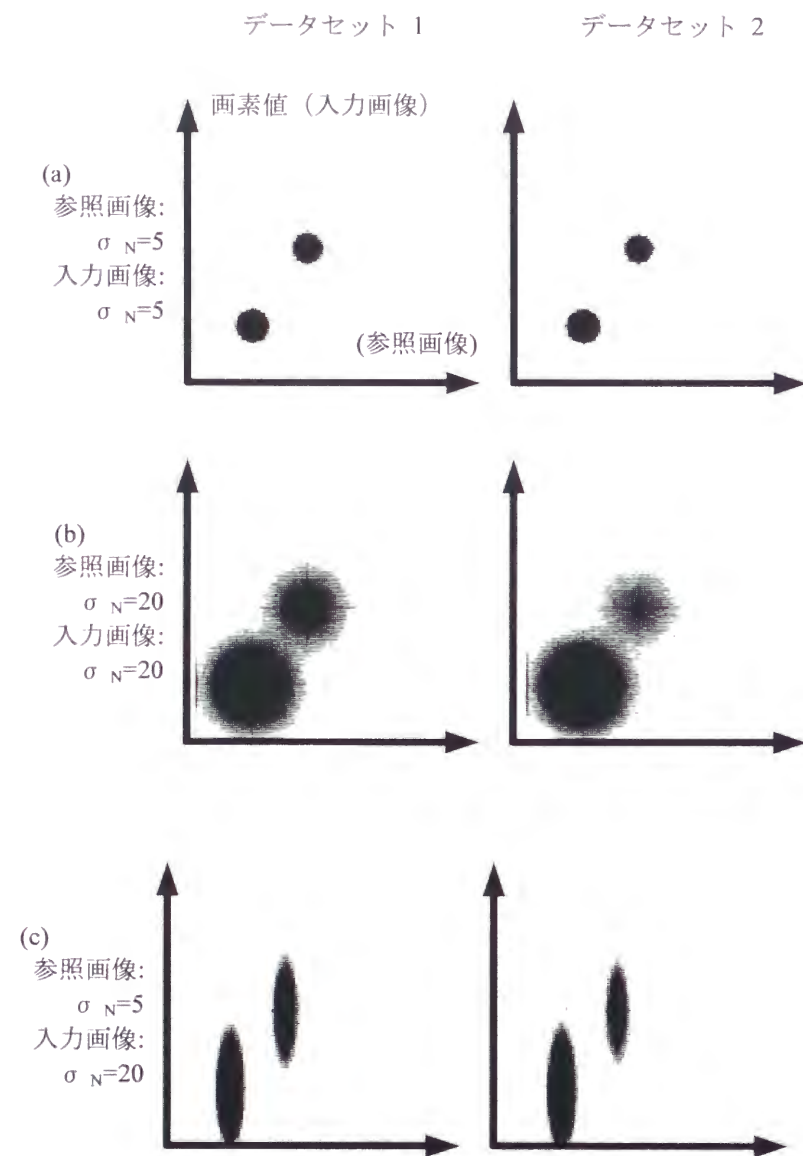 データセット 1
データセット 2
画素値（入力画像）
(a)
参照画像:
σ N=5
入力画像:
σ N=5
(参照画像)
(b)
参照画像:
σ N=20
入力画像:
σ N=20
(c)
参照画像:
σ N=5
入力画像:
σ N=20